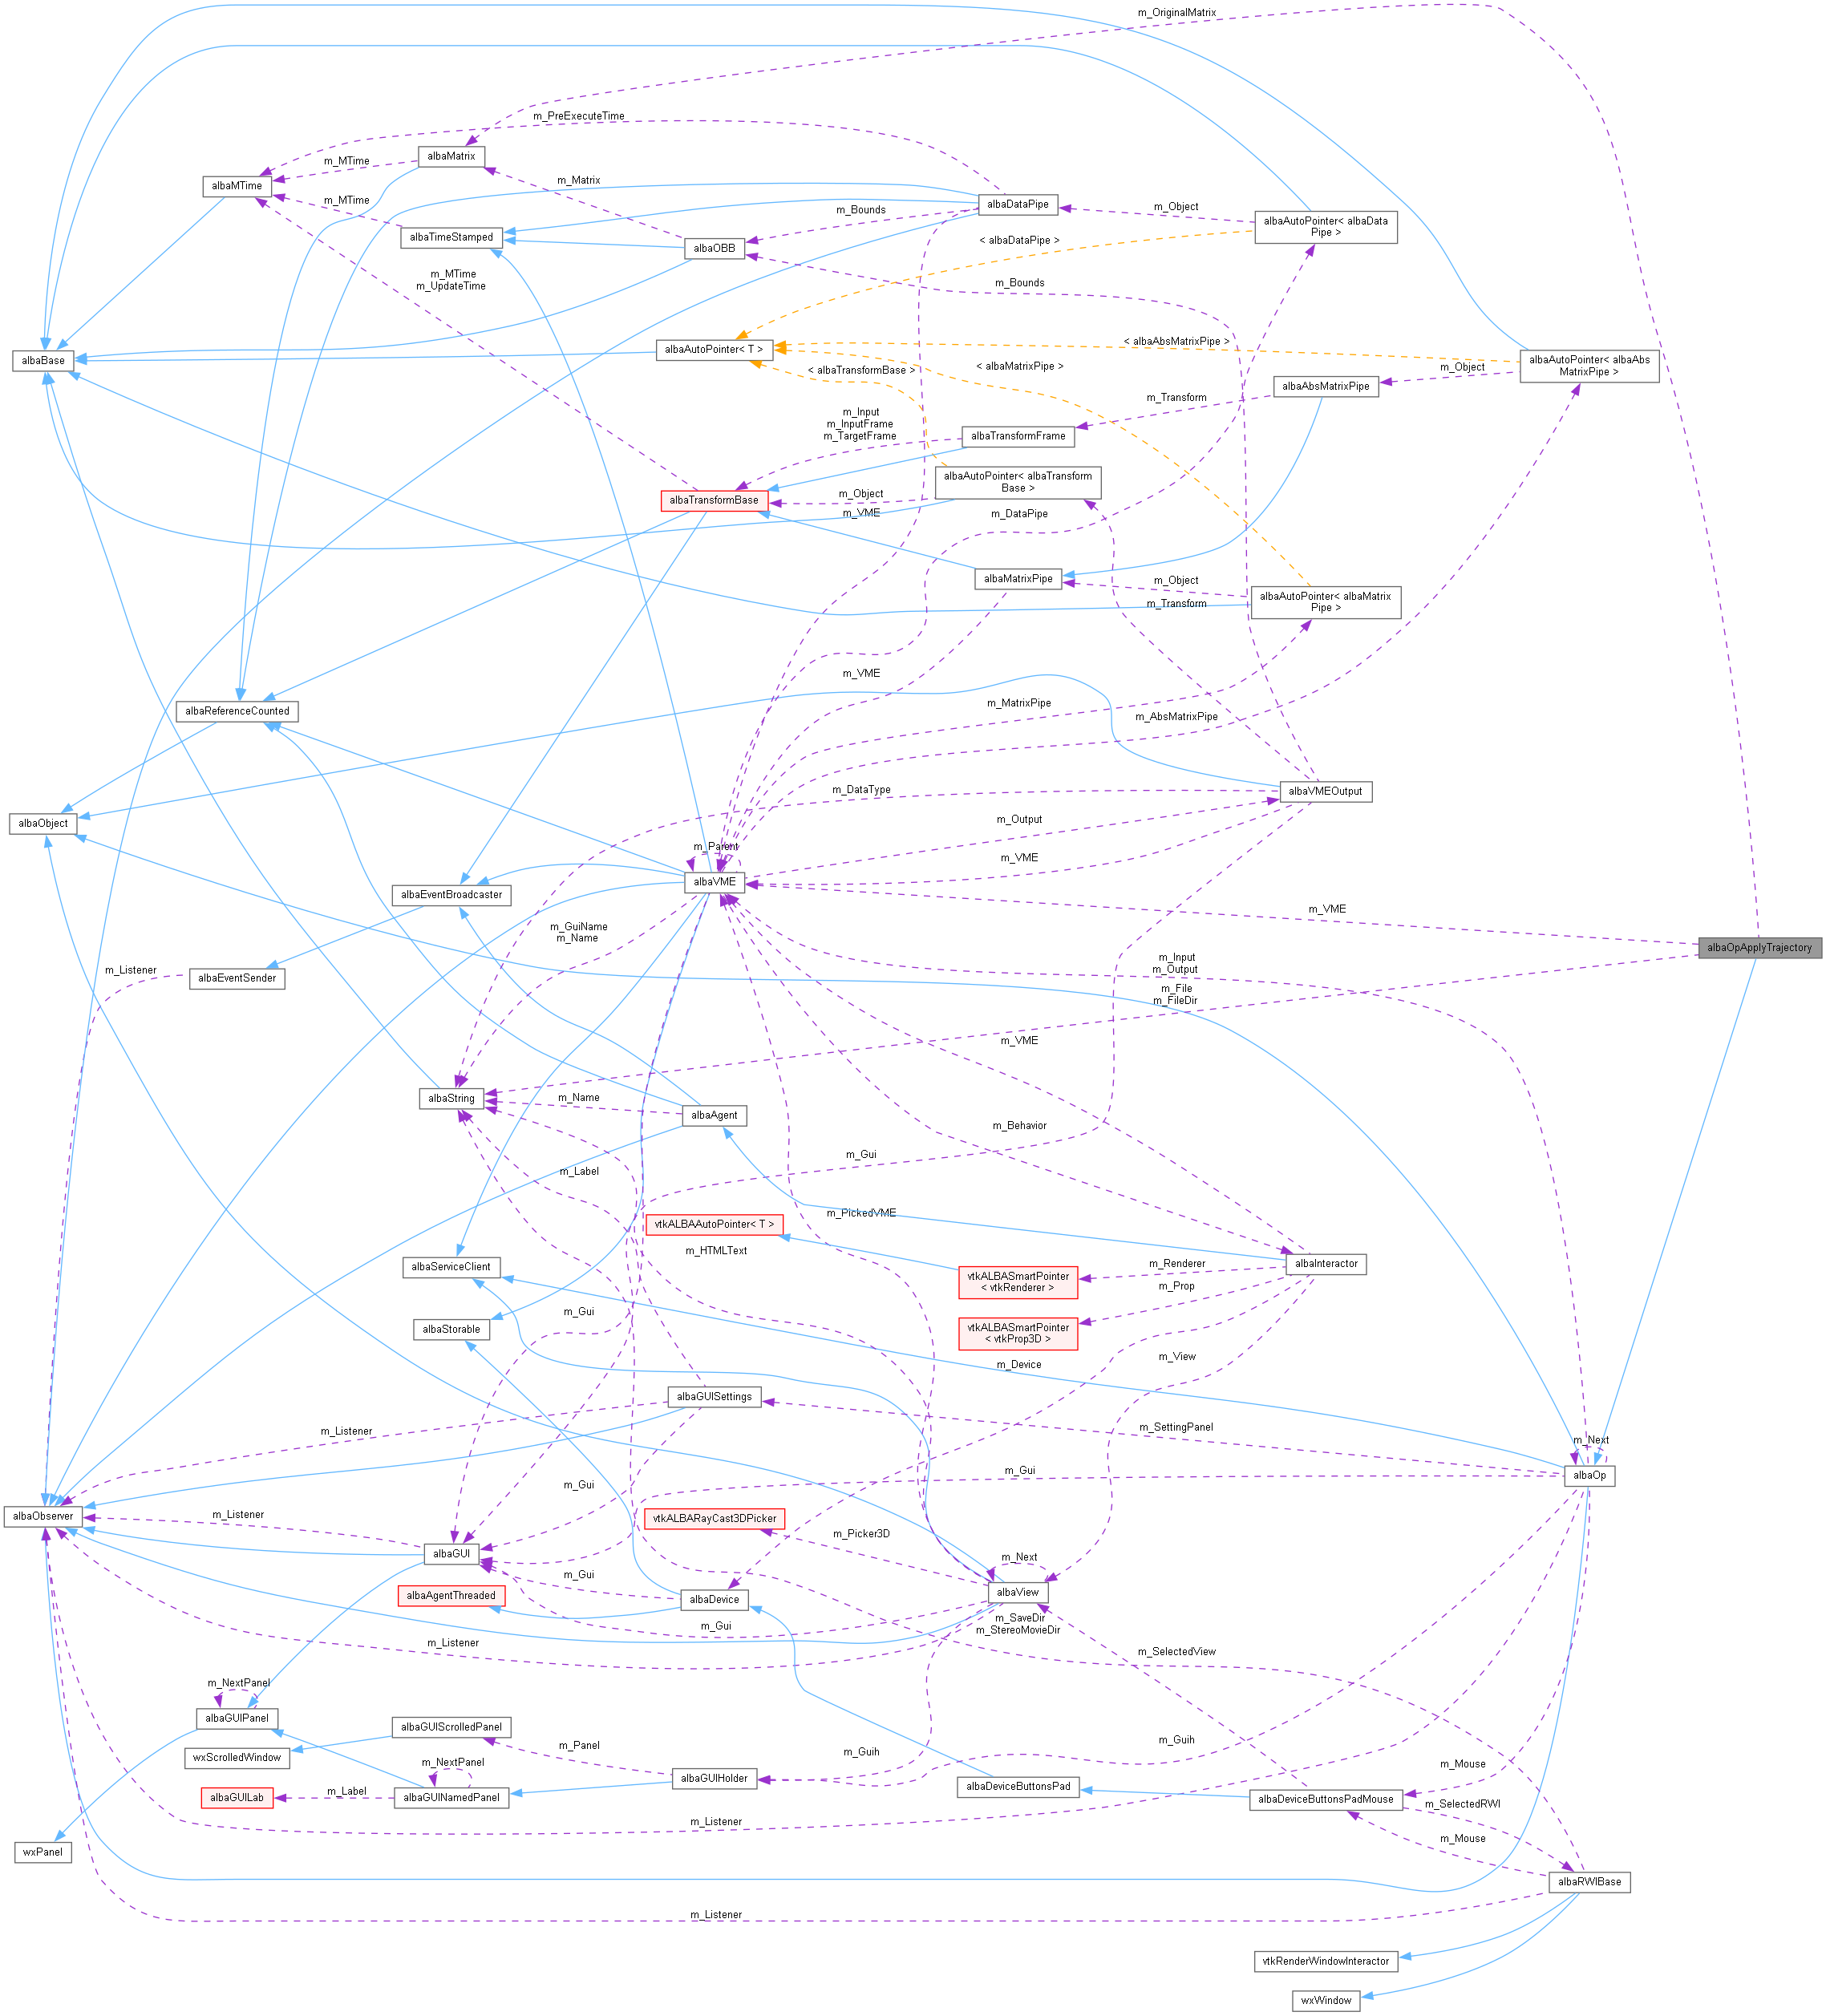 m_OriginalMatrix
m_PreExecuteTime
albaMatrix
m_MTime
albaMTime
m_Matrix
m_MTime
albaDataPipe
m_Bounds
m_Object
albaAutoPointer< albaData
Pipe >
albaTimeStamped
albaOBB
< albaDataPipe >
m_MTime
m_UpdateTime
m_Bounds
albaBase
albaAutoPointer< T >
< albaAbsMatrixPipe >
albaAutoPointer< albaAbs
MatrixPipe >
< albaTransformBase >
< albaMatrixPipe >
m_Object
albaAbsMatrixPipe
m_Transform
m_Input
m_InputFrame
m_TargetFrame
albaTransformFrame
albaAutoPointer< albaTransform
Base >
albaTransformBase
m_Object
m_VME
m_DataPipe
albaMatrixPipe
m_Object
albaAutoPointer< albaMatrix
Pipe >
m_Transform
m_VME
albaReferenceCounted
m_MatrixPipe
m_AbsMatrixPipe
m_DataType
albaVMEOutput
albaObject
m_Output
m_Parent
m_VME
albaVME
albaEventBroadcaster
m_VME
m_GuiName
m_Name
albaOpApplyTrajectory
m_Listener
albaEventSender
m_Input
m_Output
m_File
m_FileDir
m_VME
albaString
m_Name
albaAgent
m_Behavior
m_Label
m_Gui
m_PickedVME
vtkALBAAutoPointer< T >
m_HTMLText
albaServiceClient
vtkALBASmartPointer
< vtkRenderer >
m_Renderer
albaInteractor
m_Prop
m_Gui
albaStorable
vtkALBASmartPointer
< vtkProp3D >
m_View
m_Device
albaGUISettings
m_Listener
m_SettingPanel
m_Next
m_Gui
m_Gui
albaOp
albaObserver
m_Listener
vtkALBARayCast3DPicker
m_Picker3D
albaGUI
m_Next
m_Gui
albaAgentThreaded
albaDevice
albaView
m_Gui
m_SaveDir
m_StereoMovieDir
m_Listener
m_SelectedView
m_NextPanel
albaGUIPanel
albaGUIScrolledPanel
m_Panel
m_Guih
m_Guih
wxScrolledWindow
m_NextPanel
m_Mouse
albaGUIHolder
albaDeviceButtonsPad
albaGUILab
m_Label
albaGUINamedPanel
albaDeviceButtonsPadMouse
m_SelectedRWI
m_Listener
m_Mouse
wxPanel
albaRWIBase
m_Listener
vtkRenderWindowInteractor
wxWindow